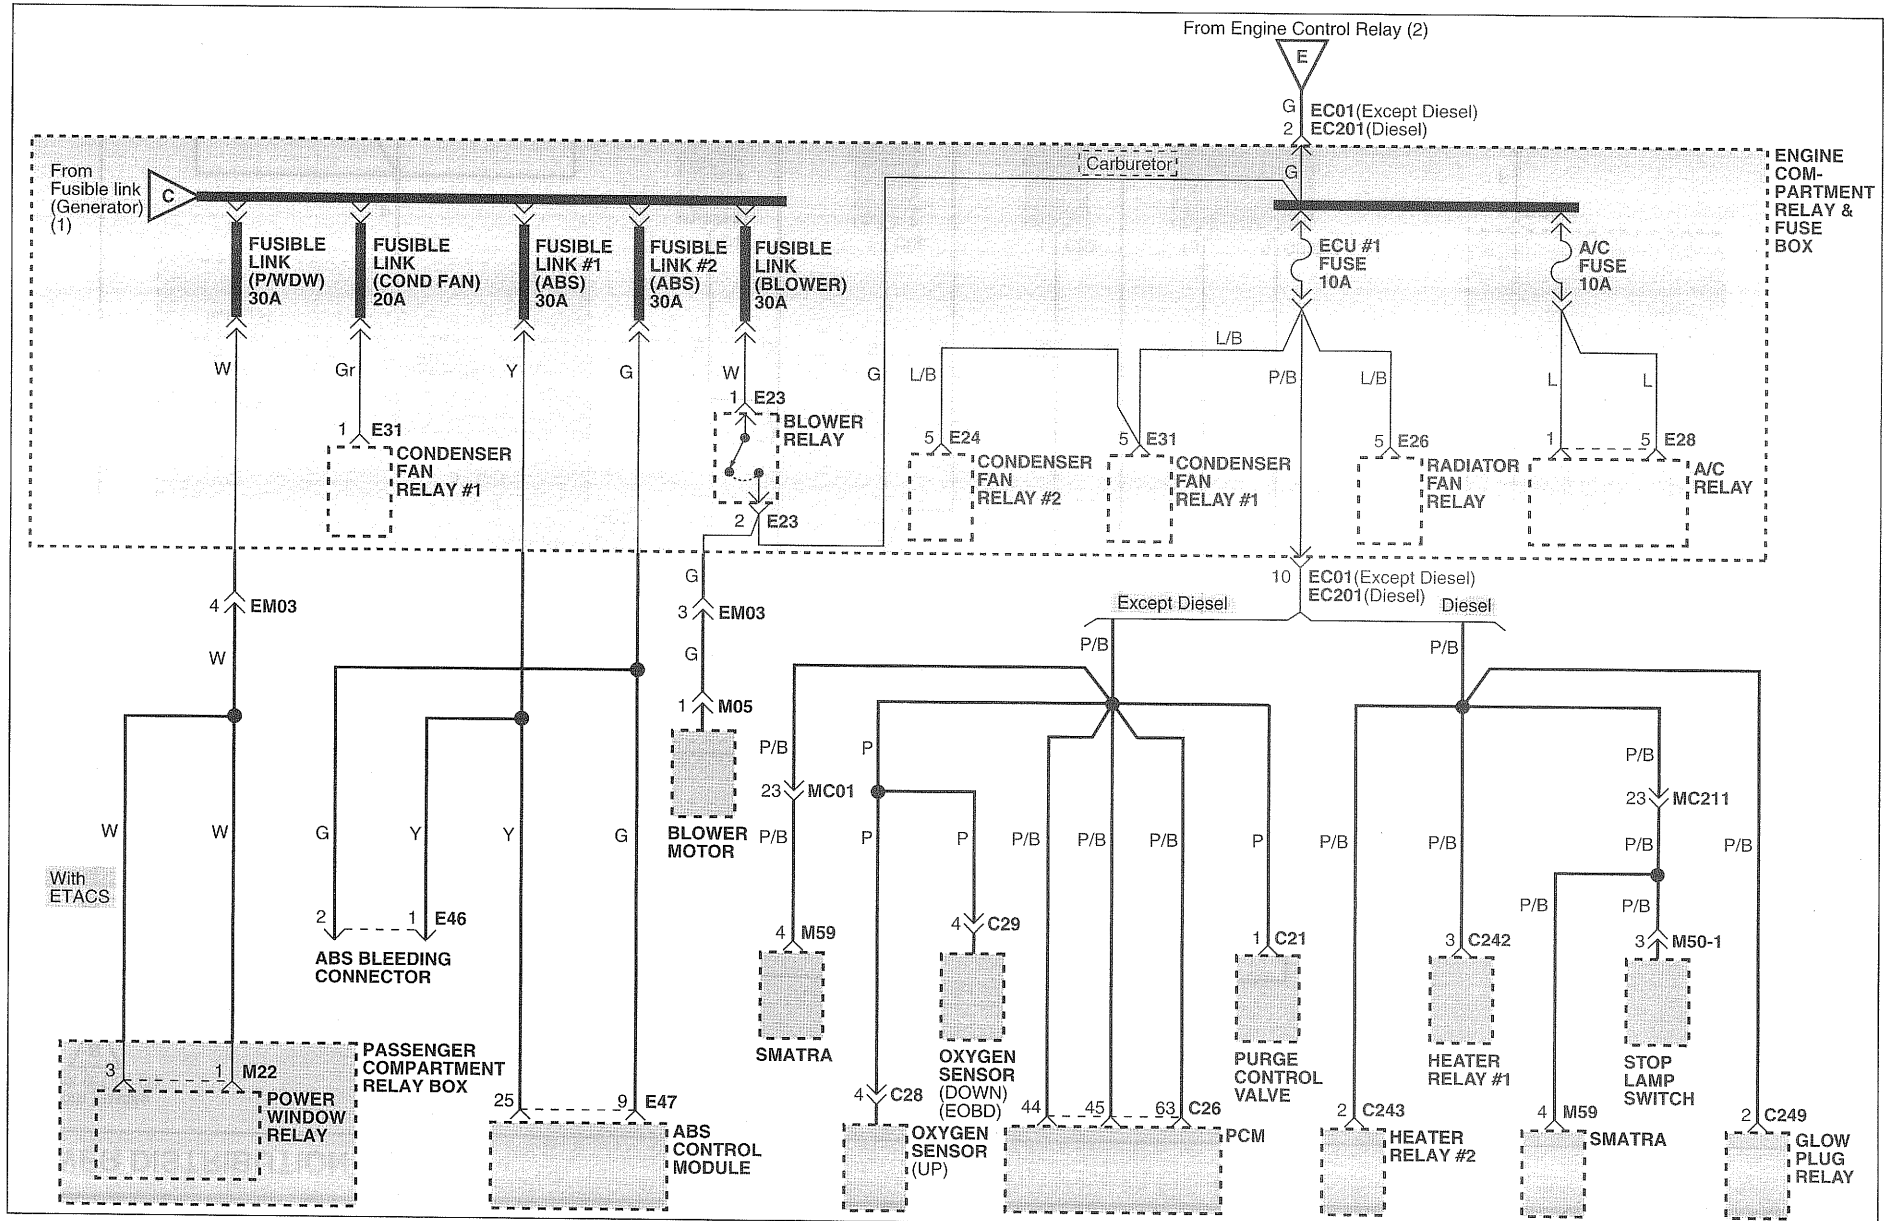 From Engine Control Relay (2)
E
G
EC01(Except Diesel)
2
EC201(Diesel)
Carburetor
G
ENGINE
COM-
PARTMENT
RELAY &
FUSE
BOX
From
Fusible link
(Generator)
(1)
C
FUSIBLE
LINK
(P/WDW)
30A
FUSIBLE
LINK
(COND FAN)
20A
FUSIBLE
LINK #1
(ABS)
30A
FUSIBLE
LINK #2
(ABS)
30A
FUSIBLE
LINK
(BLOWER)
30A
ECU #1
FUSE
10A
A/C
FUSE
10A
W
Gr
Y
G
W
G
L/B
L/B
P/B
L/B
L
L
1 E23
BLOWER
RELAY
2 E23
1 E31
CONDENSER
FAN
RELAY #1
5 E24
CONDENSER
FAN
RELAY #2
5 E31
CONDENSER
FAN
RELAY #1
5 E26
RADIATOR
FAN
RELAY
1
5 E28
A/C
RELAY
10 EC01(Except Diesel)
EC201(Diesel)
Except Diesel
Diesel
4 EM03
W
G
3 EM03
G
1 M05
BLOWER
MOTOR
P/B
P/B
P/B
23 MC01
P/B
P
P/B
23 MC211
W
W
G
Y
Y
G
P
P
P/B
P/B
P/B
P
P/B
P/B
P/B
P/B
With
ETACS
2
1 E46
ABS BLEEDING
CONNECTOR
4 M59
SMATRA
4 C29
OXYGEN
SENSOR
(DOWN)
(EOBD)
1 C21
PURGE
CONTROL
VALVE
3 C242
HEATER
RELAY #1
P/B
P/B
3 M50-1
STOP
LAMP
SWITCH
PASSENGER
COMPARTMENT
RELAY BOX
3
1 M22
POWER
WINDOW
RELAY
25
9 E47
ABS
CONTROL
MODULE
4 C28
OXYGEN
SENSOR
(UP)
44
45
63 C26
PCM
2 C243
HEATER
RELAY #2
4 M59
SMATRA
2 C249
GLOW
PLUG
RELAY